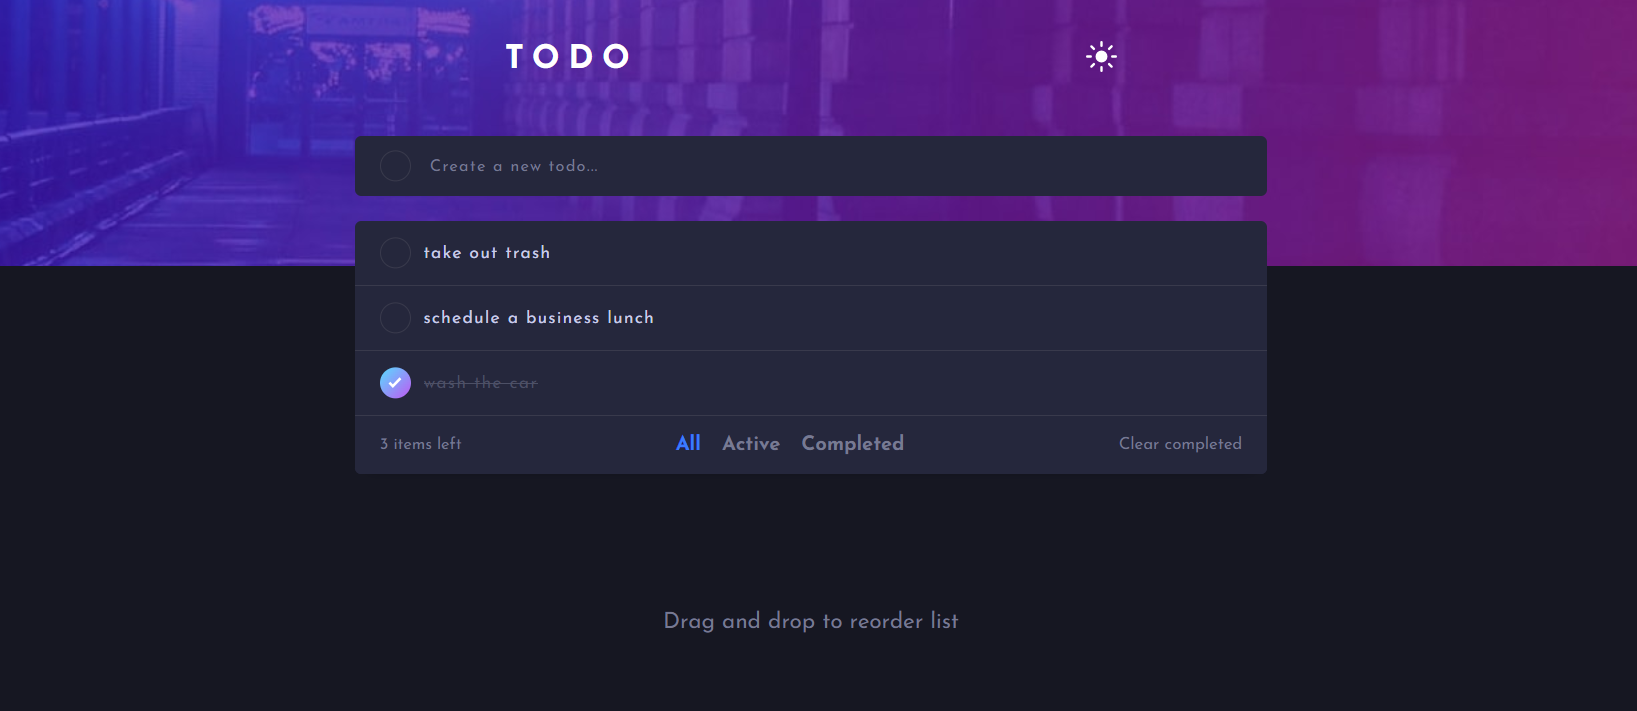 TODO
Create a new todo...
take out trash
schedule a business lunch
wash the car
3 items left All Active Completed Clear completed
Drag and drop to reorder list